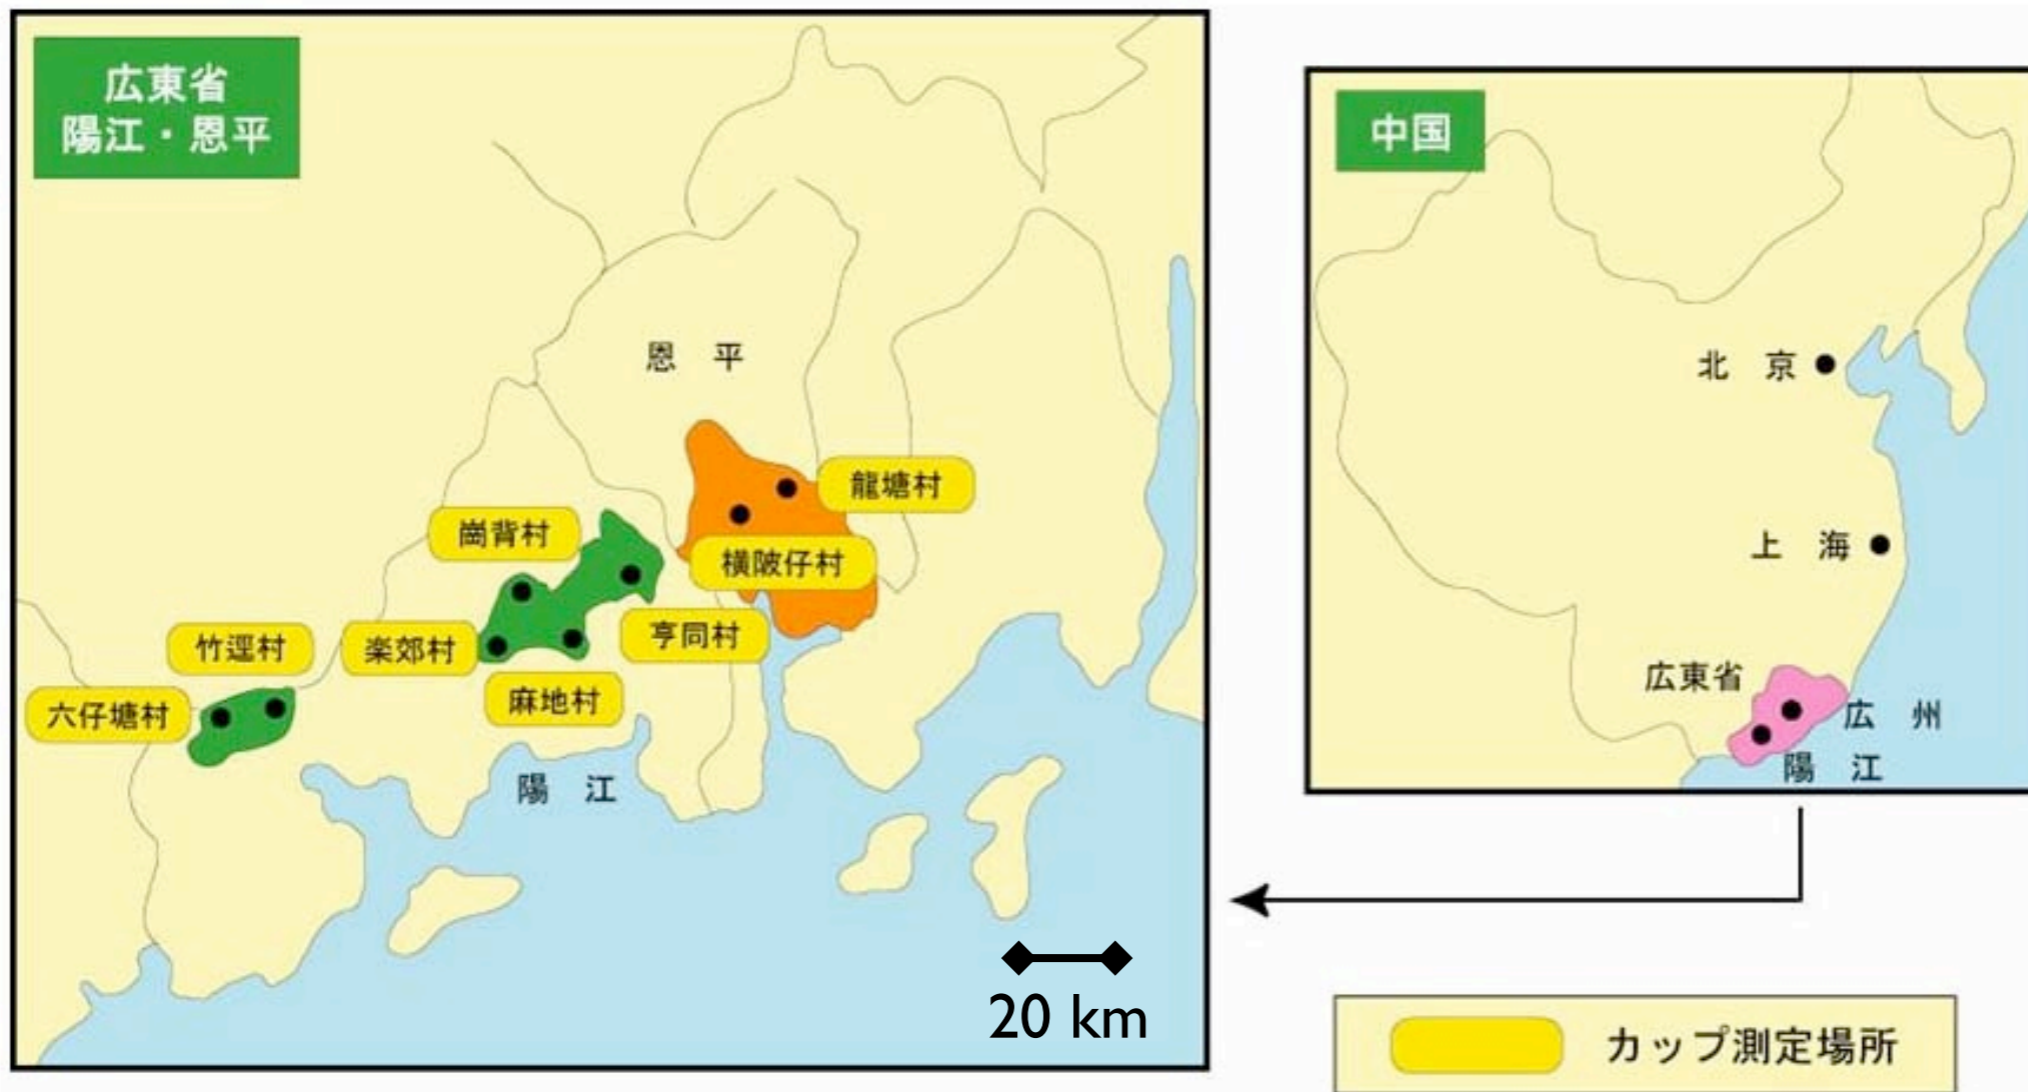 広東省
陽江・恩平
恩 平
龍塘村
崗背村
横陂仔村
亨同村
竹逕村
楽郊村
麻地村
六仔塘村
陽 江
20 km
中国
北 京
上 海
広東省
広 州
陽 江
カップ測定場所